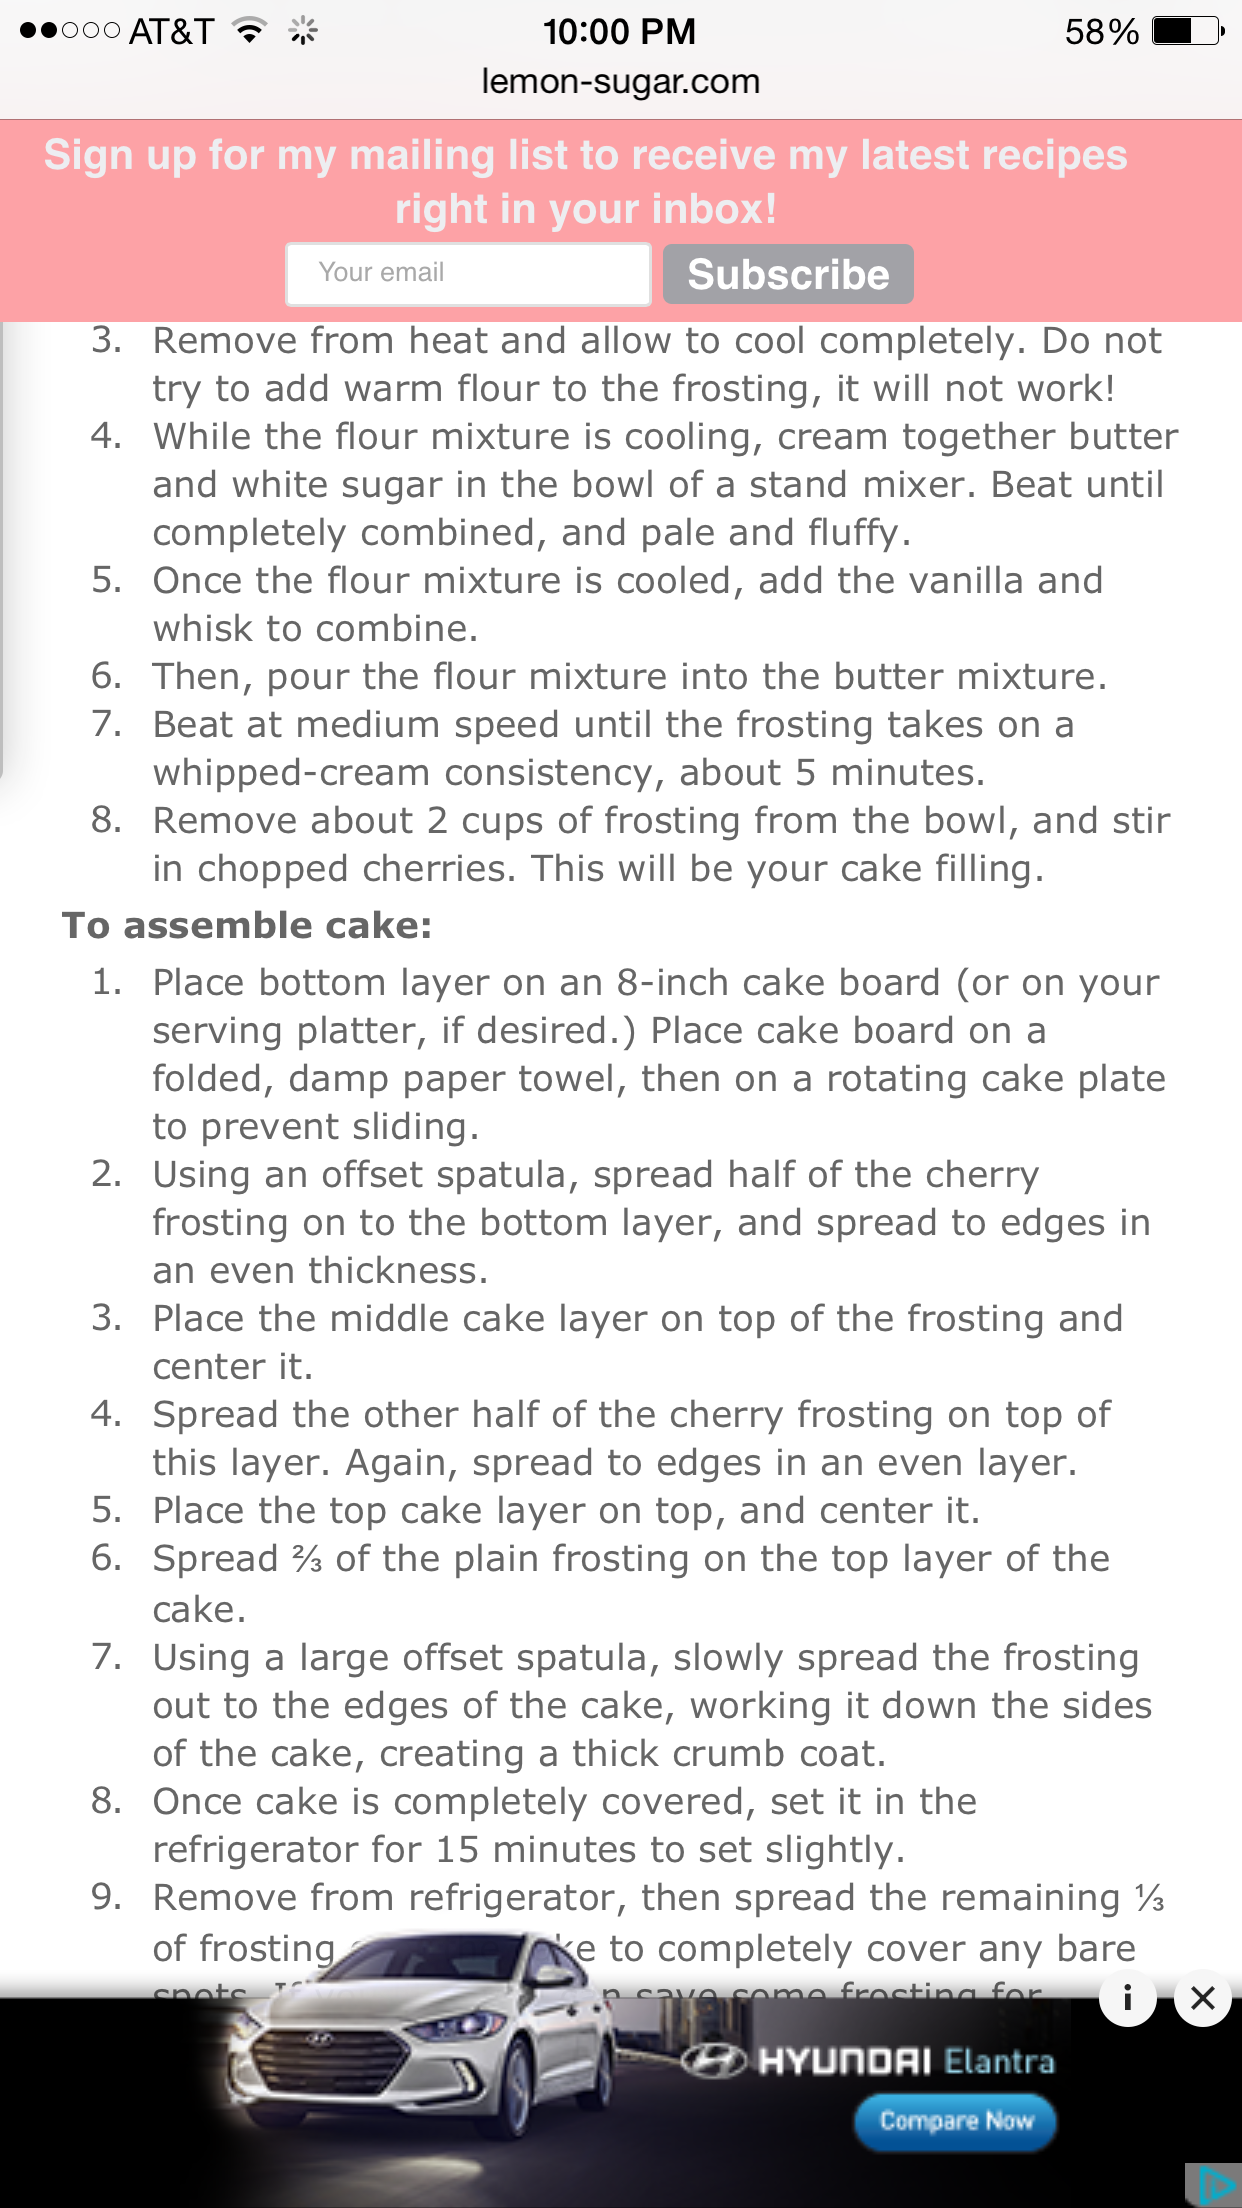 AT&T 10:00 PM 58%
lemon-sugar.com
Sign up for my mailing list to receive my latest recipes
right in your inbox!
Your email Subscribe
3. Remove from heat and allow to cool completely. Do not
try to add warm flour to the frosting, it will not work!
4. While the flour mixture is cooling, cream together butter
and white sugar in the bowl of a stand mixer. Beat until
completely combined, and pale and fluffy.
5. Once the flour mixture is cooled, add the vanilla and
whisk to combine.
6. Then, pour the flour mixture into the butter mixture.
7. Beat at medium speed until the frosting takes on a
whipped-cream consistency, about 5 minutes.
8. Remove about 2 cups of frosting from the bowl, and stir
in chopped cherries. This will be your cake filling.
To assemble cake:
1. Place bottom layer on an 8-inch cake board (or on your
serving platter, if desired.) Place cake board on a
folded, damp paper towel, then on a rotating cake plate
to prevent sliding.
2. Using an offset spatula, spread half of the cherry
frosting on to the bottom layer, and spread to edges in
an even thickness.
3. Place the middle cake layer on top of the frosting and
center it.
4. Spread the other half of the cherry frosting on top of
this layer. Again, spread to edges in an even layer.
5. Place the top cake layer on top, and center it.
6. Spread ⅔ of the plain frosting on the top layer of the
cake.
7. Using a large offset spatula, slowly spread the frosting
out to the edges of the cake, working it down the sides
of the cake, creating a thick crumb coat.
8. Once cake is completely covered, set it in the
refrigerator for 15 minutes to set slightly.
9. Remove from refrigerator, then spread the remaining ⅓
of frosting ke to completely cover any bare
spots. save some frosting for
HYUNDAI Elantra
Compare Now